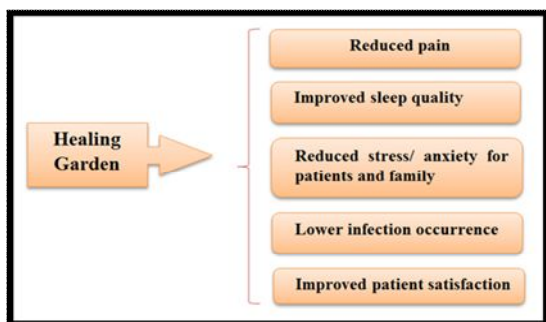 Healing
Garden
Reduced pain
Improved sleep quality
Reduced stress/ anxiety for
patients and family
Lower infection occurrence
Improved patient satisfaction